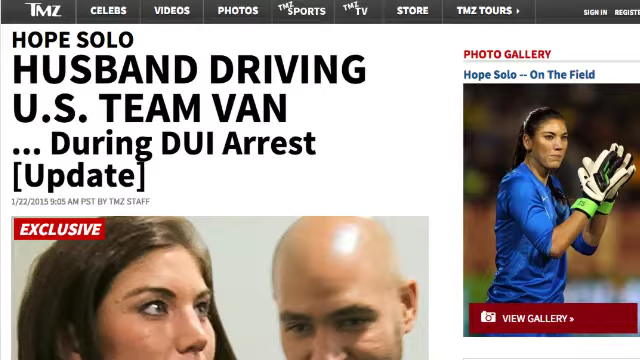 TMZ CELEBS VIDEOS PHOTOS TMZ SPORTS TMZ TV STORE TMZ TOURS SIGN IN REGISTE
HOPE SOLO
HUSBAND DRIVING
U.S. TEAM VAN
... During DUI Arrest
[Update]
1/22/2015 9:05 AM PST BY TMZ STAFF
EXCLUSIVE
PHOTO GALLERY
Hope Solo -- On The Field
VIEW GALLERY »